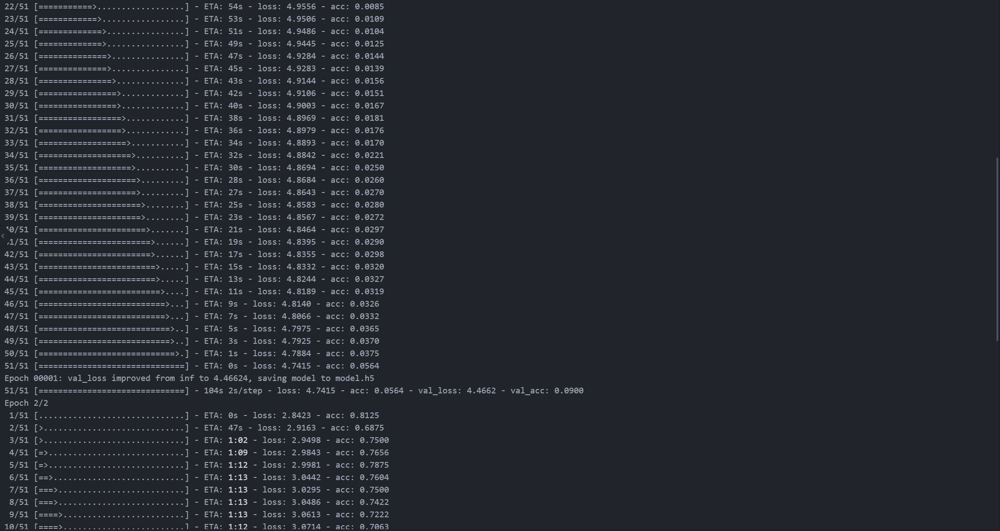 22/51 [===========>..................] - ETA: 54s - loss: 4.9556 - acc: 0.0085
23/51 [============>.................] - ETA: 53s - loss: 4.9506 - acc: 0.0109
24/51 [=============>................] - ETA: 51s - loss: 4.9486 - acc: 0.0104
25/51 [=============>................] - ETA: 49s - loss: 4.9445 - acc: 0.0125
26/51 [==============>...............] - ETA: 47s - loss: 4.9284 - acc: 0.0144
27/51 [==============>...............] - ETA: 45s - loss: 4.9283 - acc: 0.0139
28/51 [===============>..............] - ETA: 43s - loss: 4.9144 - acc: 0.0156
29/51 [================>.............] - ETA: 42s - loss: 4.9106 - acc: 0.0151
30/51 [================>.............] - ETA: 40s - loss: 4.9003 - acc: 0.0167
31/51 [=================>............] - ETA: 38s - loss: 4.8969 - acc: 0.0181
32/51 [=================>............] - ETA: 36s - loss: 4.8979 - acc: 0.0176
33/51 [==================>...........] - ETA: 34s - loss: 4.8893 - acc: 0.0170
34/51 [===================>..........] - ETA: 32s - loss: 4.8842 - acc: 0.0221
35/51 [===================>..........] - ETA: 30s - loss: 4.8694 - acc: 0.0250
36/51 [====================>.........] - ETA: 28s - loss: 4.8684 - acc: 0.0260
37/51 [====================>.........] - ETA: 27s - loss: 4.8643 - acc: 0.0270
38/51 [=====================>........] - ETA: 25s - loss: 4.8583 - acc: 0.0280
39/51 [=====================>........] - ETA: 23s - loss: 4.8567 - acc: 0.0272
40/51 [======================>.......] - ETA: 21s - loss: 4.8464 - acc: 0.0297
41/51 [=======================>......] - ETA: 19s - loss: 4.8395 - acc: 0.0290
42/51 [=======================>......] - ETA: 17s - loss: 4.8355 - acc: 0.0298
43/51 [========================>.....] - ETA: 15s - loss: 4.8332 - acc: 0.0320
44/51 [========================>.....] - ETA: 13s - loss: 4.8244 - acc: 0.0327
45/51 [=========================>....] - ETA: 11s - loss: 4.8189 - acc: 0.0319
46/51 [==========================>...] - ETA: 9s - loss: 4.8140 - acc: 0.0326
47/51 [==========================>...] - ETA: 7s - loss: 4.8066 - acc: 0.0332
48/51 [===========================>..] - ETA: 5s - loss: 4.7975 - acc: 0.0365
49/51 [===========================>..] - ETA: 3s - loss: 4.7925 - acc: 0.0370
50/51 [============================>.] - ETA: 1s - loss: 4.7884 - acc: 0.0375
51/51 [==============================] - ETA: 0s - loss: 4.7415 - acc: 0.0564
Epoch 00001: val_loss improved from inf to 4.46624, saving model to model.h5
51/51 [==============================] - 104s 2s/step - loss: 4.7415 - acc: 0.0564 - val_loss: 4.4662 - val_acc: 0.0900
Epoch 2/2
1/51 [..............................] - ETA: 0s - loss: 2.8423 - acc: 0.8125
2/51 [>.............................] - ETA: 47s - loss: 2.9163 - acc: 0.6875
3/51 [>.............................] - ETA: 1:02 - loss: 2.9498 - acc: 0.7500
4/51 [=>............................] - ETA: 1:09 - loss: 2.9843 - acc: 0.7656
5/51 [=>............................] - ETA: 1:12 - loss: 2.9981 - acc: 0.7875
6/51 [==>...........................] - ETA: 1:13 - loss: 3.0442 - acc: 0.7604
7/51 [===>..........................] - ETA: 1:13 - loss: 3.0295 - acc: 0.7500
8/51 [===>..........................] - ETA: 1:13 - loss: 3.0486 - acc: 0.7422
9/51 [====>.........................] - ETA: 1:13 - loss: 3.0613 - acc: 0.7222
10/51 [====>.........................] - ETA: 1:12 - loss: 3.0714 - acc: 0.7063